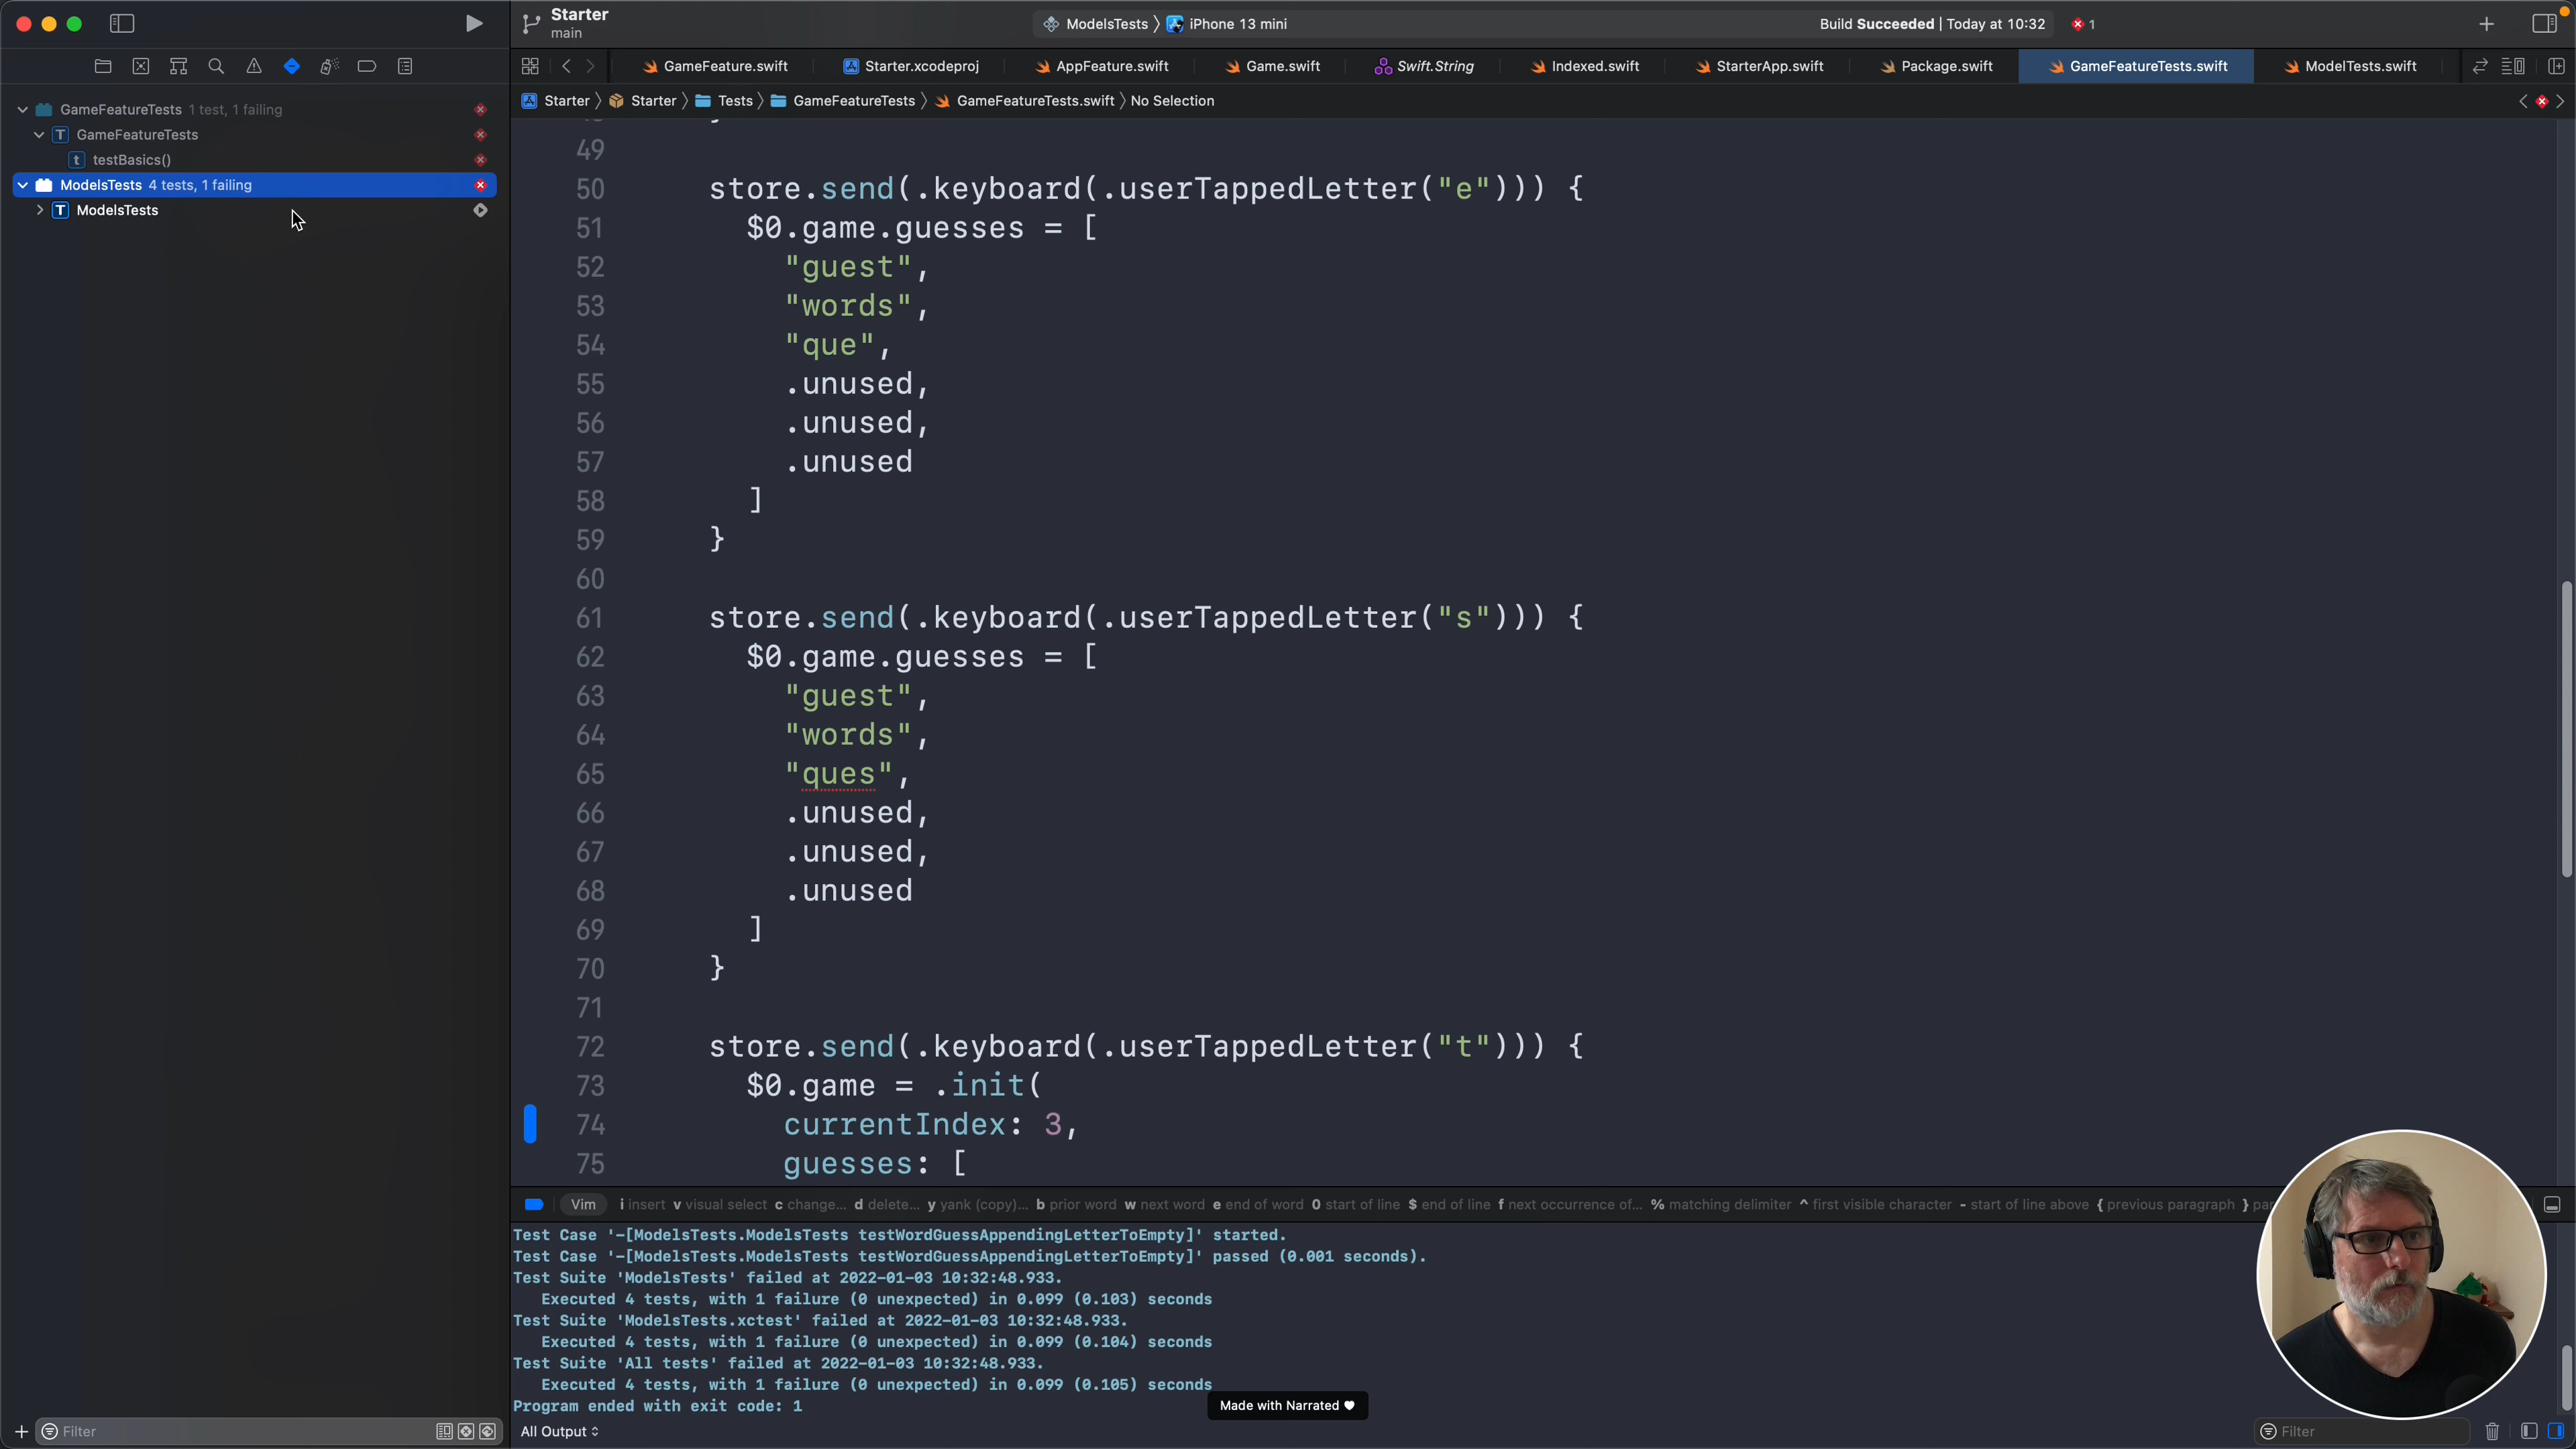 Starter
main
ModelsTests 〉 iPhone 13 mini
Build Succeeded | Today at 10:32
1
GameFeature.swift
Starter.xcodeproj
AppFeature.swift
Game.swift
Swift.String
Indexed.swift
StarterApp.swift
Package.swift
GameFeatureTests.swift
ModelTests.swift
Starter 〉 Starter 〉 Tests 〉 GameFeatureTests 〉 GameFeatureTests.swift 〉 No Selection
GameFeatureTests 1 test, 1 failing
T GameFeatureTests
t testBasics()
ModelsTests 4 tests, 1 failing
T ModelsTests
49
50 store.send(.keyboard(.userTappedLetter("e"))) {
51 $0.game.guesses = [
52 "guest",
53 "words",
54 "que",
55 .unused,
56 .unused,
57 .unused
58 ]
59 }
60
61 store.send(.keyboard(.userTappedLetter("s"))) {
62 $0.game.guesses = [
63 "guest",
64 "words",
65 "ques",
66 .unused,
67 .unused,
68 .unused
69 ]
70 }
71
72 store.send(.keyboard(.userTappedLetter("t"))) {
73 $0.game = .init(
74 currentIndex: 3,
75 guesses: [
Vim i insert v visual select c change... d delete... y yank (copy)... b prior word w next word e end of word 0 start of line $ end of line f next occurrence of... % matching delimiter ^ first visible character - start of line above { previous paragraph }
Test Case '-[ModelsTests.ModelsTests testWordGuessAppendingLetterToEmpty]' started.
Test Case '-[ModelsTests.ModelsTests testWordGuessAppendingLetterToEmpty]' passed (0.001 seconds).
Test Suite 'ModelsTests' failed at 2022-01-03 10:32:48.933.
Executed 4 tests, with 1 failure (0 unexpected) in 0.099 (0.103) seconds
Test Suite 'ModelsTests.xctest' failed at 2022-01-03 10:32:48.933.
Executed 4 tests, with 1 failure (0 unexpected) in 0.099 (0.104) seconds
Test Suite 'All tests' failed at 2022-01-03 10:32:48.933.
Executed 4 tests, with 1 failure (0 unexpected) in 0.099 (0.105) seconds
Program ended with exit code: 1
Made with Narrated ♥
Filter
All Output
Filter